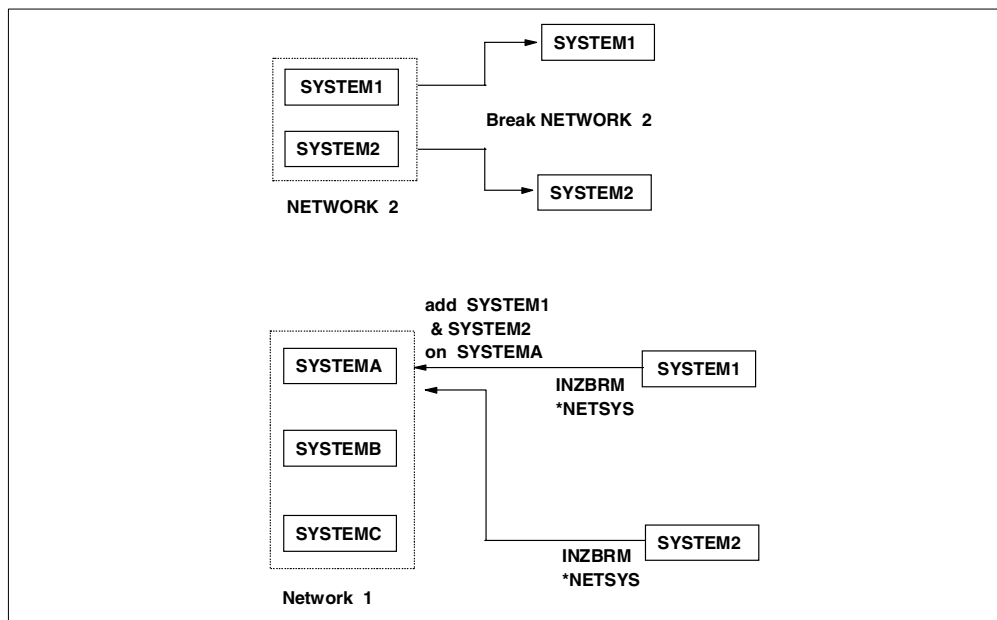 SYSTEM1
SYSTEM1
Break NETWORK 2
SYSTEM2
SYSTEM2
NETWORK 2
add SYSTEM1
& SYSTEM2
on SYSTEMA
SYSTEMA
SYSTEM1
INZBRM
*NETSYS
SYSTEMB
SYSTEMC
SYSTEM2
INZBRM
*NETSYS
Network 1